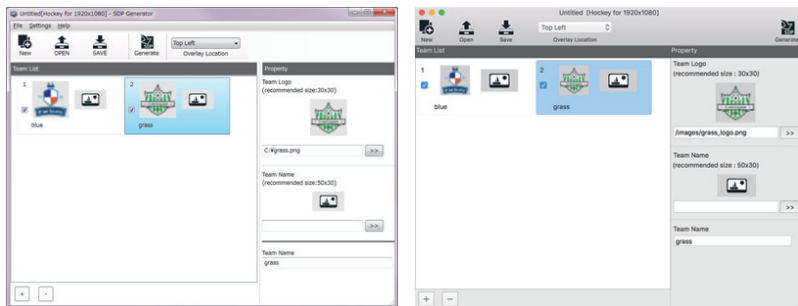 Untitled[Hockey for 1920x1080] - SDP Generator
File Settings Help
New
OPEN
SAVE
Generate
Top Left
Overlay Location
Team List
1
blue
2
grass
Property
Team Logo
(recommended size:30x30)
C:¥grass.png
>>
Team Name
(recommended size:50x30)
>>
Team Name
grass
+
-
Untitled [Hockey for 1920x1080]
New
Open
Save
Top Left
Overlay Location
Generate
Team List
1
blue
2
grass
Property
Team Logo
(recommended size : 30x30)
/images/grass_logo.png
>>
Team Name
(recommended size : 50x30)
>>
Team Name
grass
+
−